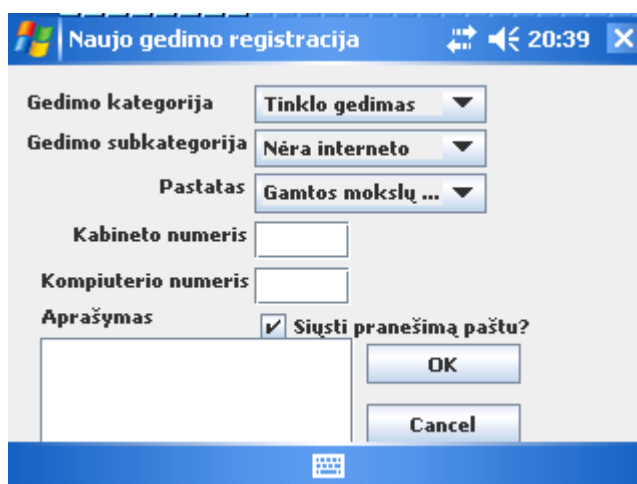 Naujo gedimo registracija 20:39
Gedimo kategorija Tinklo gedimas
Gedimo subkategorija Nėra interneto
Pastatas Gamtos mokslų ...
Kabineto numeris
Kompiuterio numeris
Aprašymas Siųsti pranešimą paštu?
OK
Cancel